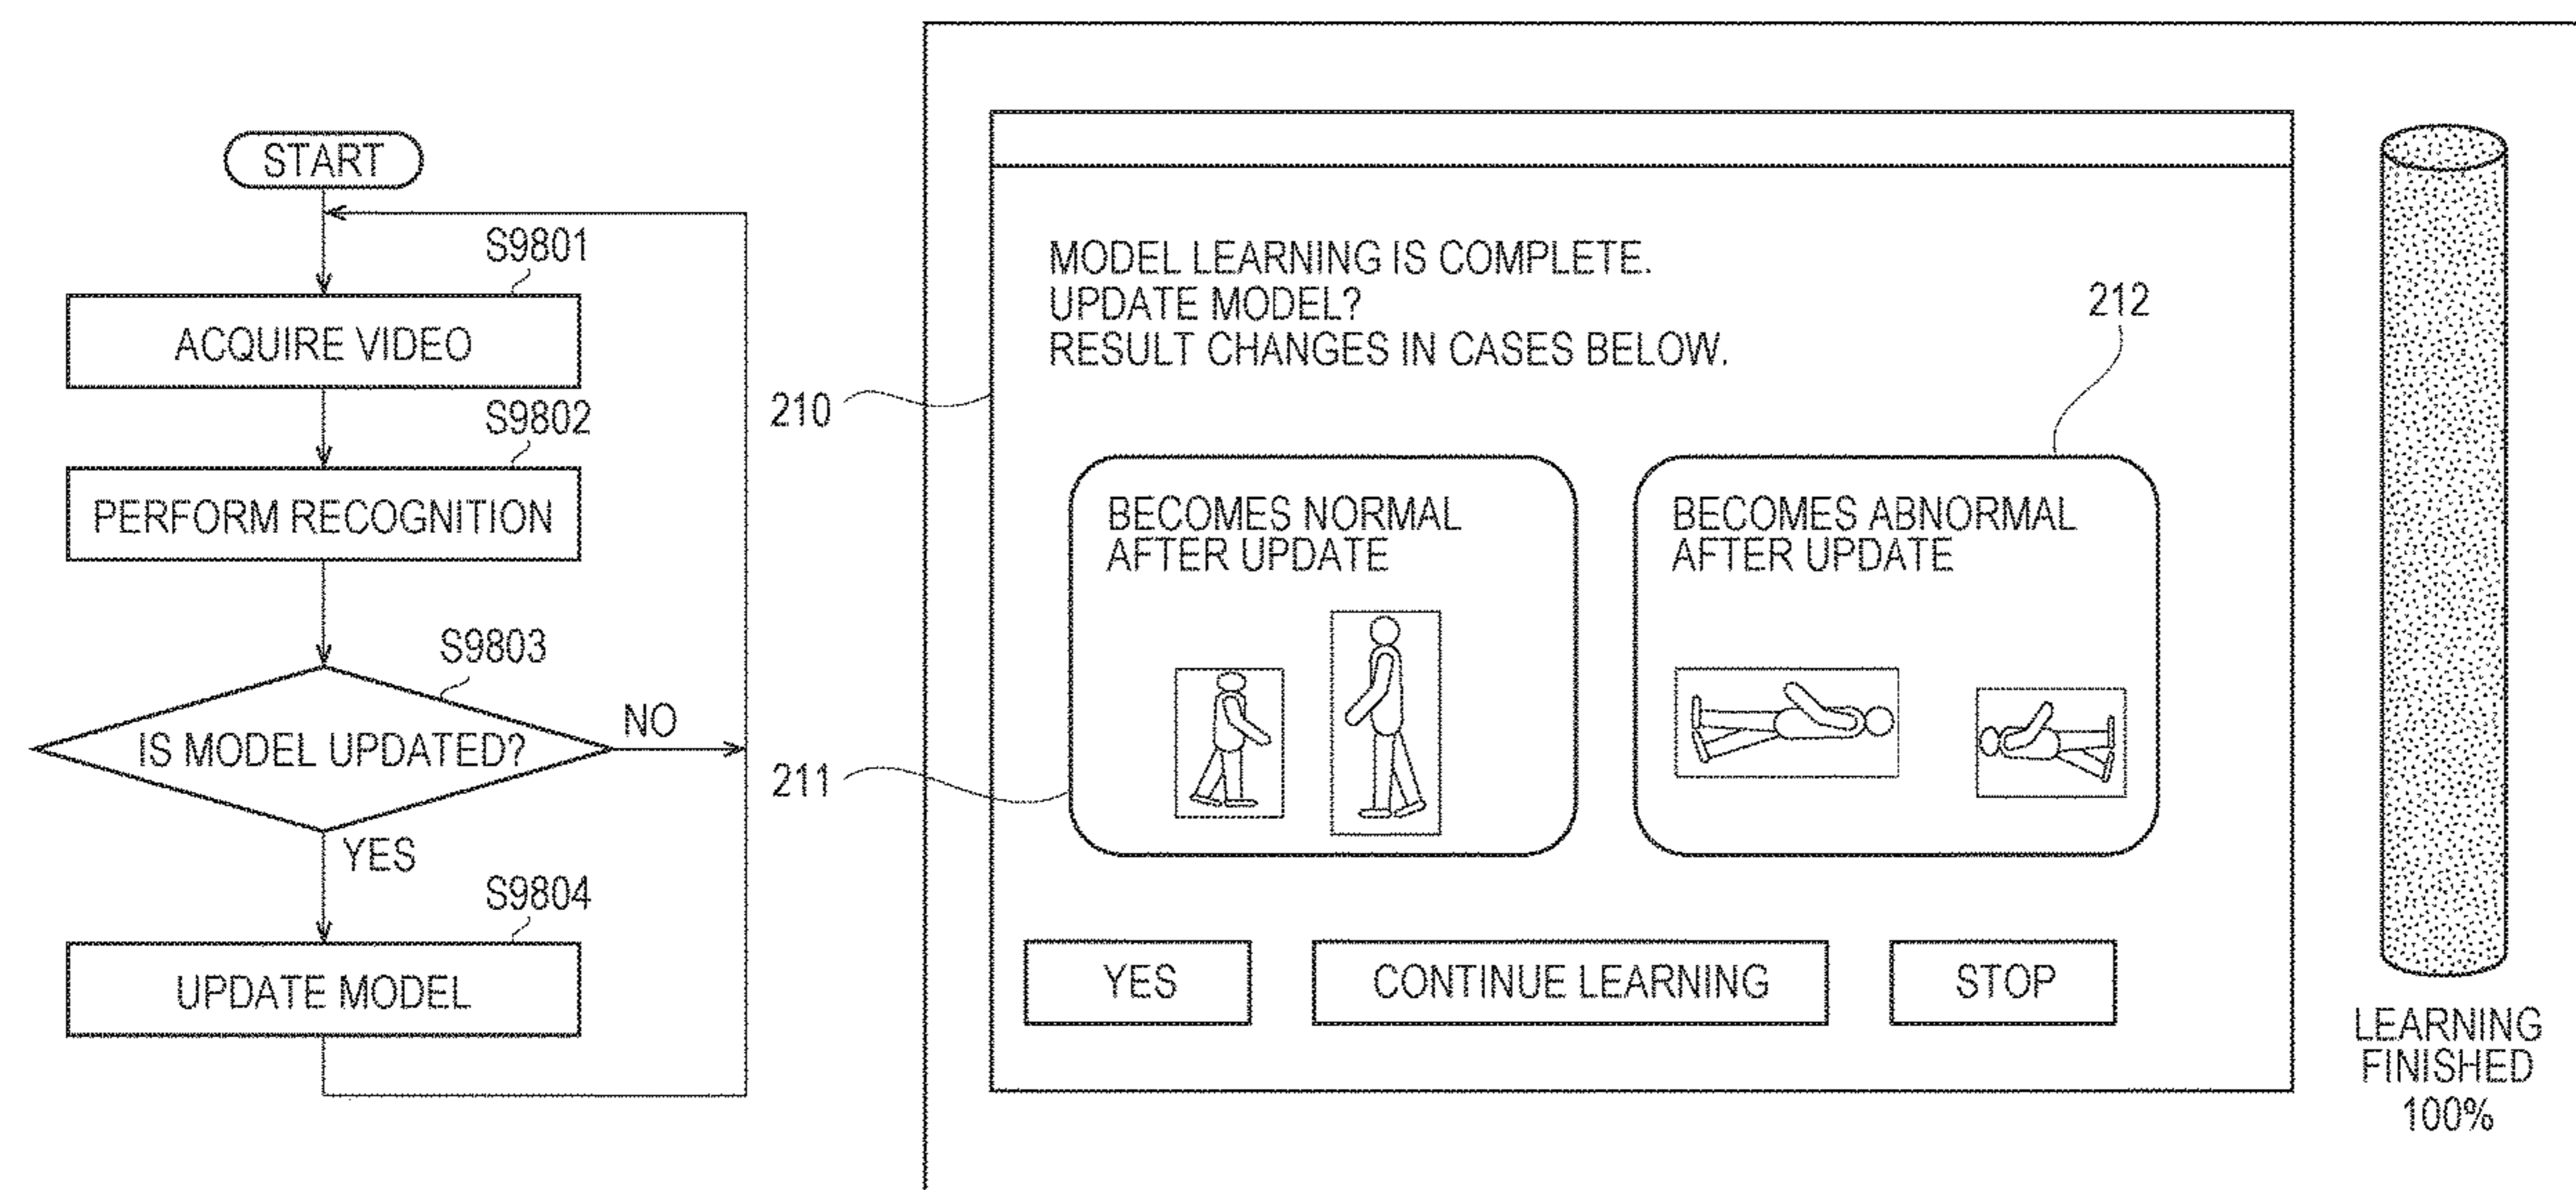 START
S9801
ACQUIRE VIDEO
S9802
PERFORM RECOGNITION
S9803
IS MODEL UPDATED?
NO
YES
S9804
UPDATE MODEL
210
211
212
MODEL LEARNING IS COMPLETE.
UPDATE MODEL?
RESULT CHANGES IN CASES BELOW.
BECOMES NORMAL
AFTER UPDATE
BECOMES ABNORMAL
AFTER UPDATE
YES
CONTINUE LEARNING
STOP
LEARNING
FINISHED
100%